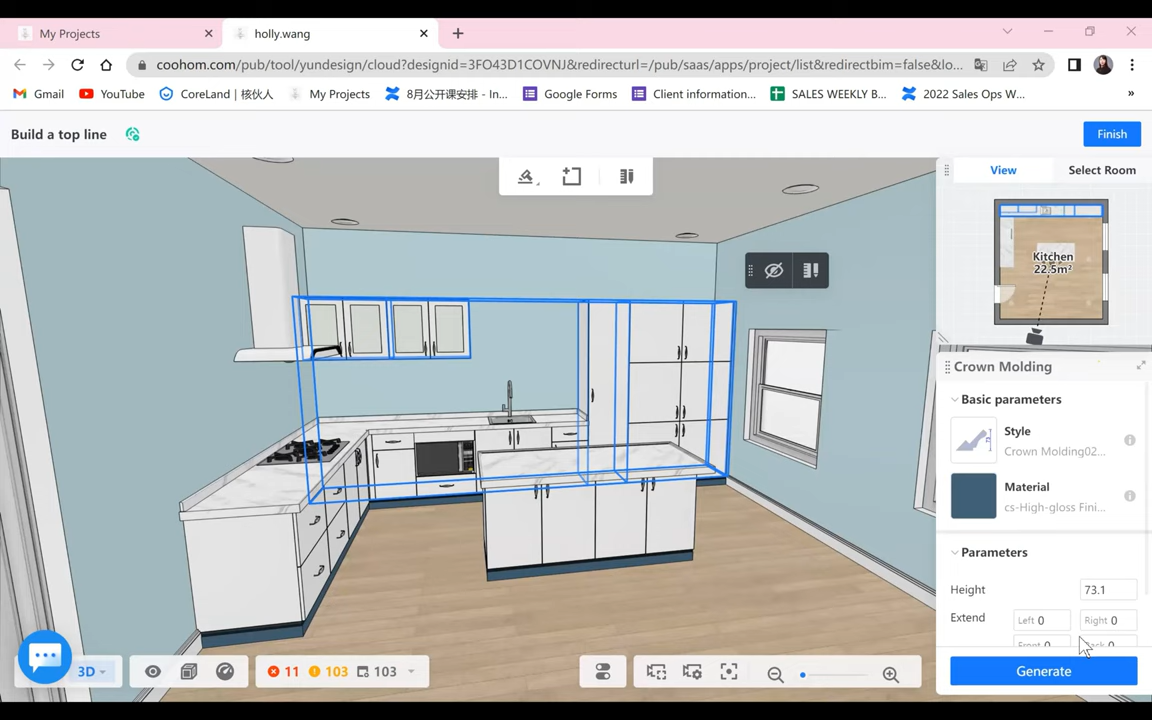 My Projects
holly.wang
coohom.com/pub/tool/yundesign/cloud?designid=3FO43D1COVNJ&redirecturl=/pub/saas/apps/project/list&redirectbim=false&lo...
Gmail
YouTube
CoreLand | 核伙人
My Projects
8月公开课安排 - In...
Google Forms
Client information...
SALES WEEKLY B...
2022 Sales Ops W...
»
Build a top line
Finish
View
Select Room
Kitchen
22.5m²
Crown Molding
Basic parameters
Style
Crown Molding02...
Material
cs-High-gloss Fini...
Parameters
Height
73.1
Extend
Left 0
Right 0
Front 0
Back 0
3D
11
103
103
Generate